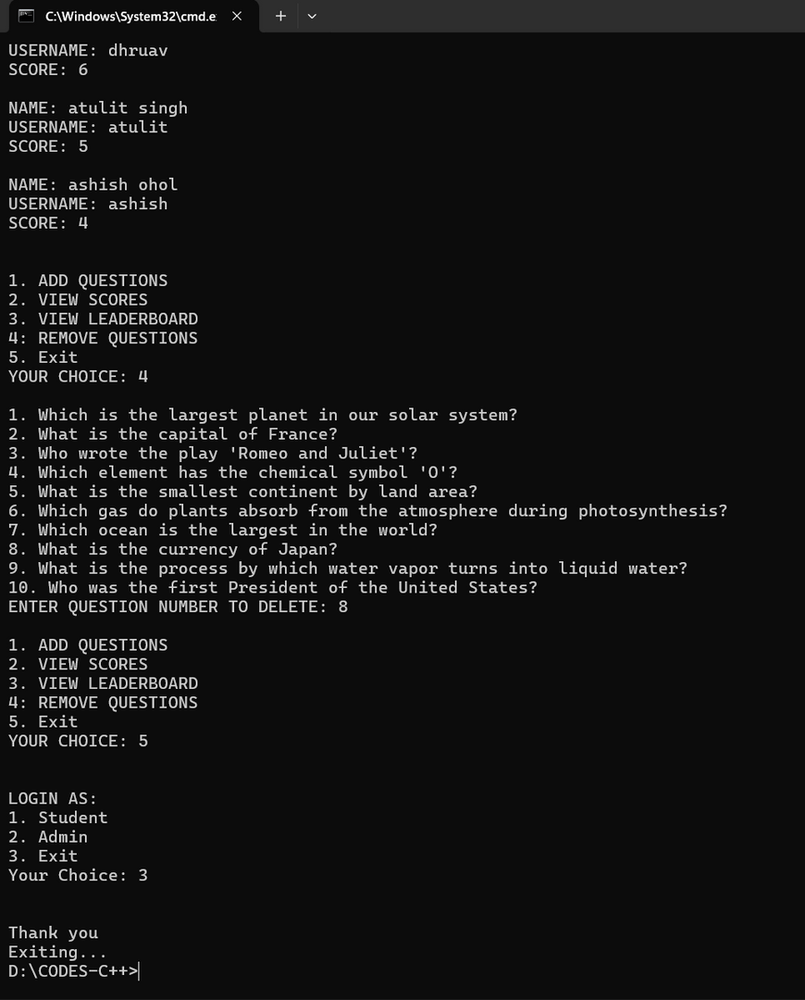 C:\Windows\System32\cmd.e
USERNAME: dhruav
SCORE: 6
NAME: atulit singh
USERNAME: atulit
SCORE: 5
NAME: ashish ohol
USERNAME: ashish
SCORE: 4
1. ADD QUESTIONS
2. VIEW SCORES
3. VIEW LEADERBOARD
4: REMOVE QUESTIONS
5. Exit
YOUR CHOICE: 4
1. Which is the largest planet in our solar system?
2. What is the capital of France?
3. Who wrote the play 'Romeo and Juliet'?
4. Which element has the chemical symbol 'O'?
5. What is the smallest continent by land area?
6. Which gas do plants absorb from the atmosphere during photosynthesis?
7. Which ocean is the largest in the world?
8. What is the currency of Japan?
9. What is the process by which water vapor turns into liquid water?
10. Who was the first President of the United States?
ENTER QUESTION NUMBER TO DELETE: 8
1. ADD QUESTIONS
2. VIEW SCORES
3. VIEW LEADERBOARD
4: REMOVE QUESTIONS
5. Exit
YOUR CHOICE: 5
LOGIN AS:
1. Student
2. Admin
3. Exit
Your Choice: 3
Thank you
Exiting...
D:\CODES-C++>